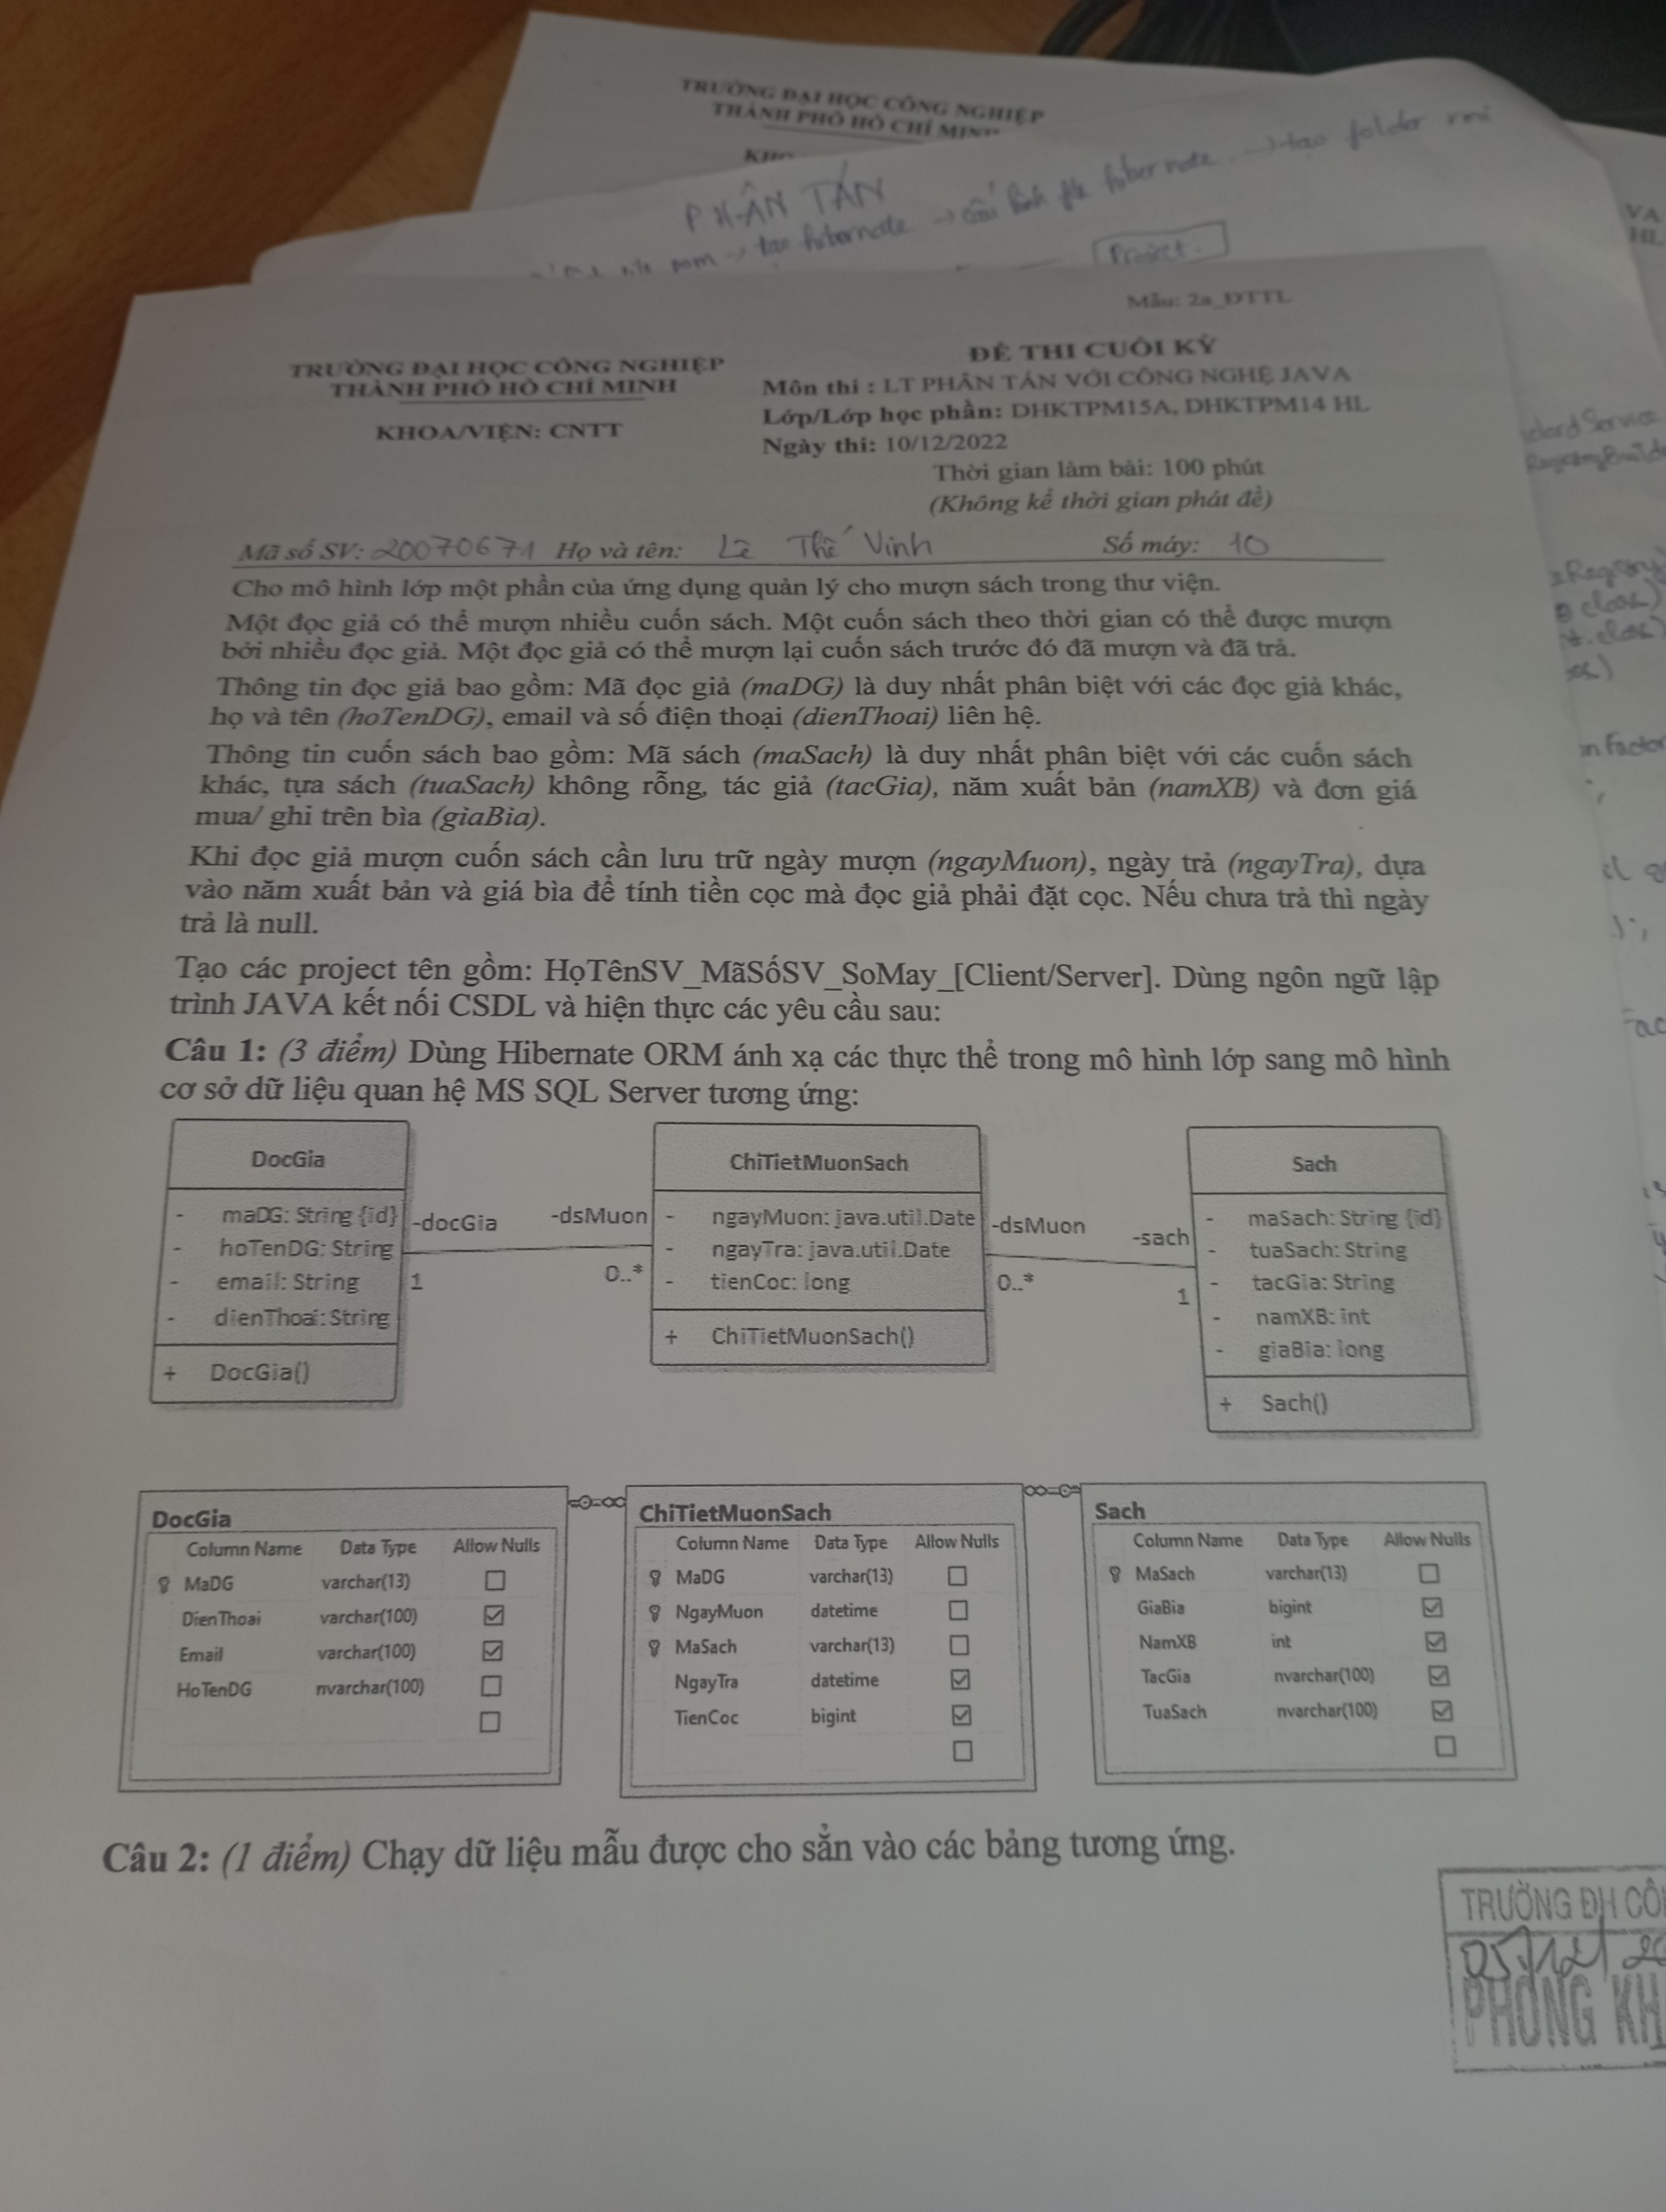 TRƯỜNG ĐẠI HỌC CÔNG NGHIỆP
THÀNH PHỐ HỒ CHÍ MINH
PHÂN TÁN
pom → tạo hibernate → cấu hình file hibernate → tạo folder rmi
Project.
Mẫu: 2a_ĐTTL
TRƯỜNG ĐẠI HỌC CÔNG NGHIỆP
THÀNH PHỐ HỒ CHÍ MINH
KHOA/VIỆN: CNTT
ĐỀ THI CUỐI KỲ
Môn thi : LT PHÂN TÁN VỚI CÔNG NGHỆ JAVA
Lớp/Lớp học phần: DHKTPM15A, DHKTPM14 HL
Ngày thi: 10/12/2022
Thời gian làm bài: 100 phút
(Không kể thời gian phát đề)
Mã số SV: 20070671 Họ và tên: Lê Thế Vinh Số máy: 10
Cho mô hình lớp một phần của ứng dụng quản lý cho mượn sách trong thư viện.
Một đọc giả có thể mượn nhiều cuốn sách. Một cuốn sách theo thời gian có thể được mượn
bởi nhiều đọc giả. Một đọc giả có thể mượn lại cuốn sách trước đó đã mượn và đã trả.
Thông tin đọc giả bao gồm: Mã đọc giả (maDG) là duy nhất phân biệt với các đọc giả khác,
họ và tên (hoTenDG), email và số điện thoại (dienThoai) liên hệ.
Thông tin cuốn sách bao gồm: Mã sách (maSach) là duy nhất phân biệt với các cuốn sách
khác, tựa sách (tuaSach) không rỗng, tác giả (tacGia), năm xuất bản (namXB) và đơn giá
mua/ ghi trên bìa (giaBia).
Khi đọc giả mượn cuốn sách cần lưu trữ ngày mượn (ngayMuon), ngày trả (ngayTra), dựa
vào năm xuất bản và giá bìa để tính tiền cọc mà đọc giả phải đặt cọc. Nếu chưa trả thì ngày
trả là null.
Tạo các project tên gồm: HọTênSV_MãSốSV_SoMay_[Client/Server]. Dùng ngôn ngữ lập
trình JAVA kết nối CSDL và hiện thực các yêu cầu sau:
Câu 1: (3 điểm) Dùng Hibernate ORM ánh xạ các thực thể trong mô hình lớp sang mô hình
cơ sở dữ liệu quan hệ MS SQL Server tương ứng:
DocGia
- maDG: String {id}
- hoTenDG: String
- email: String
- dienThoai: String
+ DocGia()
-docGia
1
-dsMuon
0..*
ChiTietMuonSach
- ngayMuon: java.util.Date
- ngayTra: java.util.Date
- tienCoc: long
+ ChiTietMuonSach()
-dsMuon
0..*
-sach
1
Sach
- maSach: String {id}
- tuaSach: String
- tacGia: String
- namXB: int
- giaBia: long
+ Sach()
DocGia
Column Name Data Type Allow Nulls
MaDG varchar(13)
DienThoai varchar(100)
Email varchar(100)
HoTenDG nvarchar(100)
ChiTietMuonSach
Column Name Data Type Allow Nulls
MaDG varchar(13)
NgayMuon datetime
MaSach varchar(13)
NgayTra datetime
TienCoc bigint
Sach
Column Name Data Type Allow Nulls
MaSach varchar(13)
GiaBia bigint
NamXB int
TacGia nvarchar(100)
TuaSach nvarchar(100)
Câu 2: (1 điểm) Chạy dữ liệu mẫu được cho sẵn vào các bảng tương ứng.
TRƯỜNG ĐH CÔ
PHÒNG KH